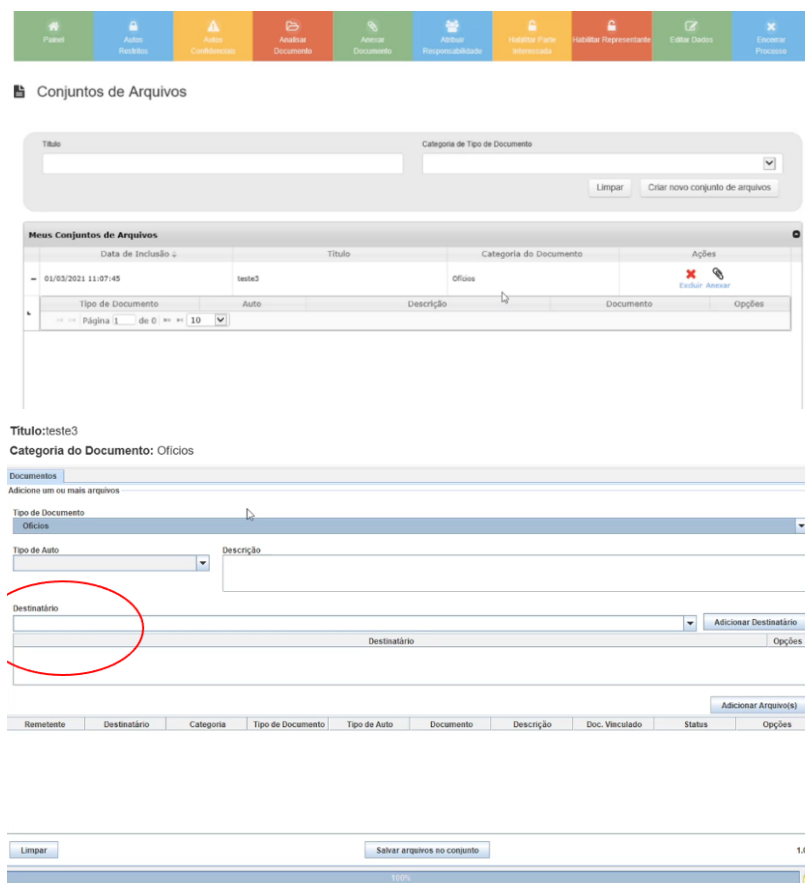 Painel
Autos Restritos
Autos Confidenciais
Analisar Documento
Anexar Documento
Atribuir Responsabilidade
Habilitar Parte Interessada
Habilitar Representante
Editar Dados
Encerrar Processo
Conjuntos de Arquivos
Título Categoria de Tipo de Documento
Limpar Criar novo conjunto de arquivos
Meus Conjuntos de Arquivos
Data de Inclusão Título Categoria do Documento Ações
01/03/2021 11:07:45 teste3 Ofícios
Excluir Anexar
Tipo de Documento Auto Descrição Documento Opções
Página 1 de 0 10
Título:teste3
Categoria do Documento: Ofícios
Documentos
Adicione um ou mais arquivos
Tipo de Documento
Ofícios
Tipo de Auto Descrição
Destinatário
Adicionar Destinatário
Destinatário Opções
Adicionar Arquivo(s)
Remetente Destinatário Categoria Tipo de Documento Tipo de Auto Documento Descrição Doc. Vinculado Status Opções
Limpar Salvar arquivos no conjunto 1.0
100%